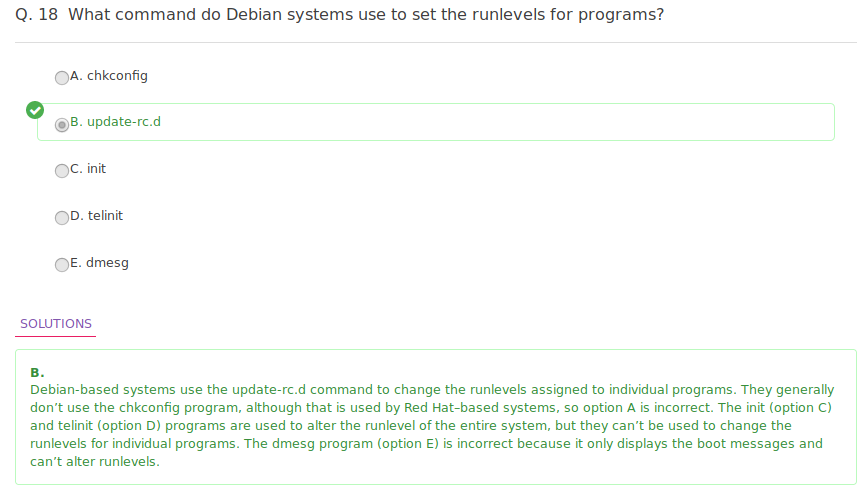 Q. 18 What command do Debian systems use to set the runlevels for programs?
A. chkconfig
B. update-rc.d
C. init
D. telinit
E. dmesg
SOLUTIONS
B.
Debian-based systems use the update-rc.d command to change the runlevels assigned to individual programs. They generally
don’t use the chkconfig program, although that is used by Red Hat–based systems, so option A is incorrect. The init (option C)
and telinit (option D) programs are used to alter the runlevel of the entire system, but they can’t be used to change the
runlevels for individual programs. The dmesg program (option E) is incorrect because it only displays the boot messages and
can’t alter runlevels.